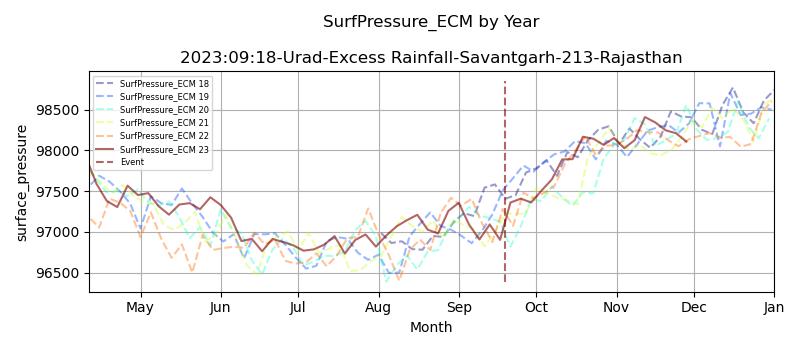 SurfPressure_ECM by Year
2023:09:18-Urad-Excess Rainfall-Savantgarh-213-Rajasthan
SurfPressure_ECM 18
SurfPressure_ECM 19
SurfPressure_ECM 20
SurfPressure_ECM 21
SurfPressure_ECM 22
SurfPressure_ECM 23
Event
surface_pressure
98500
98000
97500
97000
96500
May Jun Jul Aug Sep Oct Nov Dec Jan
Month